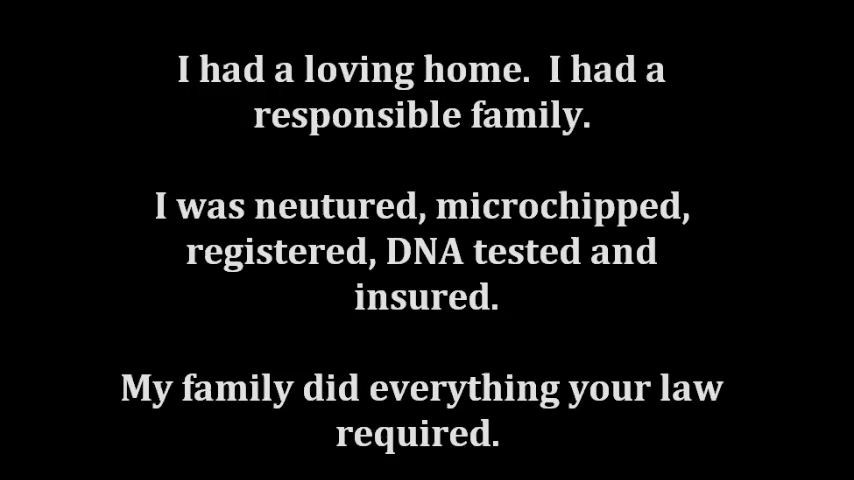 I had a loving home.  I had a
responsible family.
I was neutured, microchipped,
registered, DNA tested and
insured.
My family did everything your law
required.